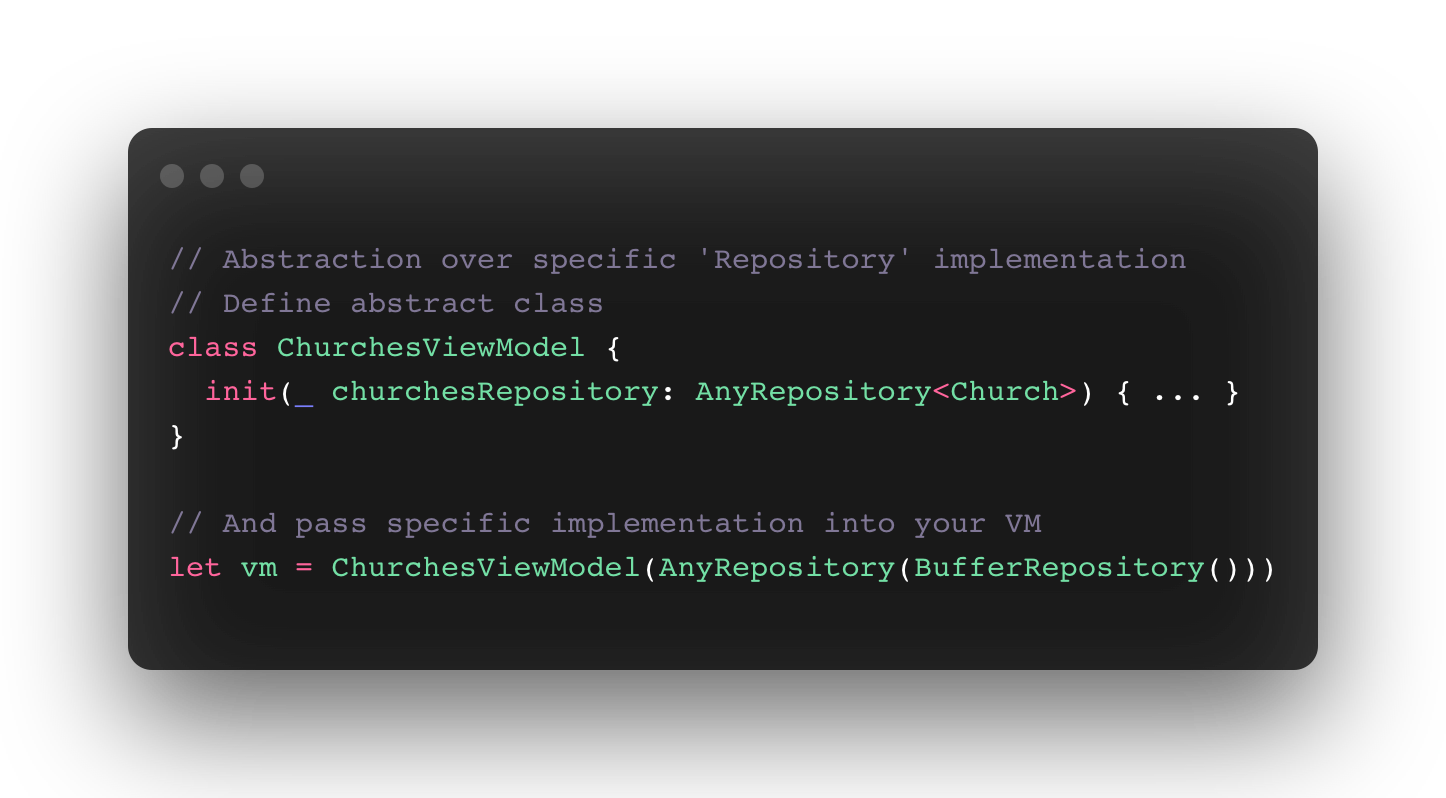 // Abstraction over specific 'Repository' implementation
// Define abstract class
class ChurchesViewModel {
  init(_ churchesRepository: AnyRepository<Church>) { ... }
}
// And pass specific implementation into your VM
let vm = ChurchesViewModel(AnyRepository(BufferRepository()))